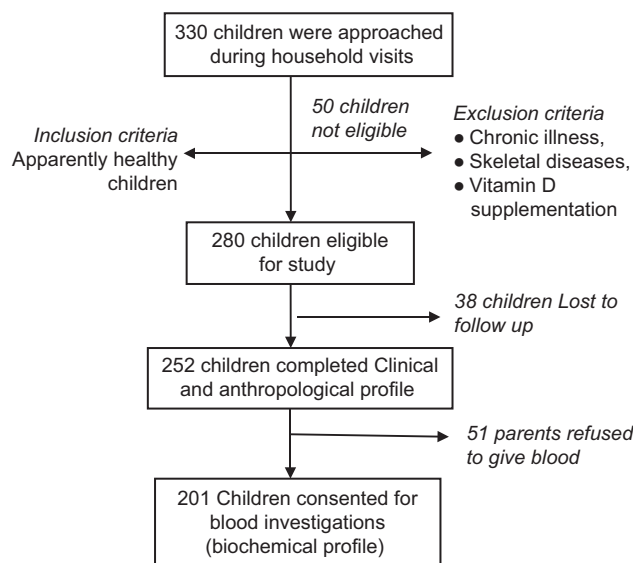 330 children were approached
during household visits
50 children
not eligible
Inclusion criteria
Apparently healthy
children
Exclusion criteria
● Chronic illness,
● Skeletal diseases,
● Vitamin D
supplementation
280 children eligible
for study
38 children Lost to
follow up
252 children completed Clinical
and anthropological profile
51 parents refused
to give blood
201 Children consented for
blood investigations
(biochemical profile)